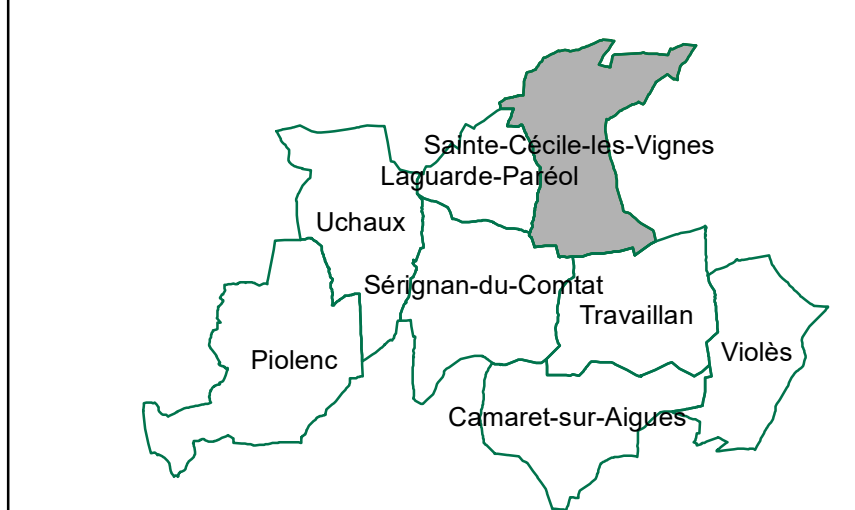 Sainte-Cécile-les-Vignes
Laguarde-Paréol
Uchaux
Sérignan-du-Comtat
Travaillan
Violès
Piolenc
Camaret-sur-Aigues